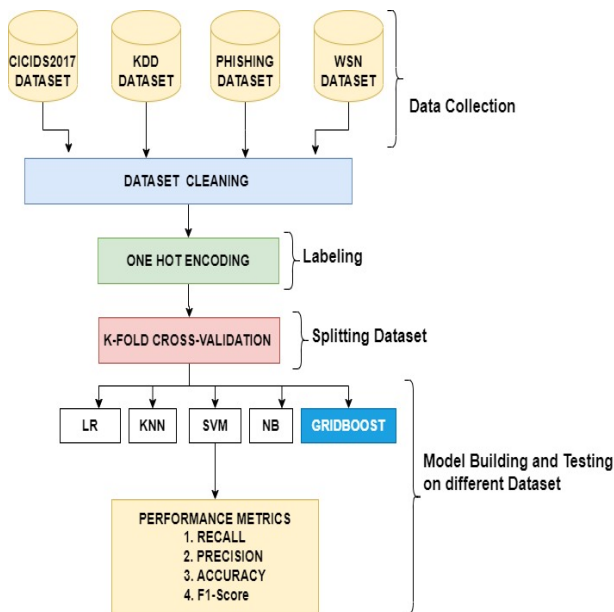 CICIDS2017
DATASET
KDD
DATASET
PHISHING
DATASET
WSN
DATASET
Data Collection
DATASET CLEANING
ONE HOT ENCODING
Labeling
K-FOLD CROSS-VALIDATION
Splitting Dataset
LR
KNN
SVM
NB
GRIDBOOST
Model Building and Testing
on different Dataset
PERFORMANCE METRICS
1. RECALL
2. PRECISION
3. ACCURACY
4. F1-Score